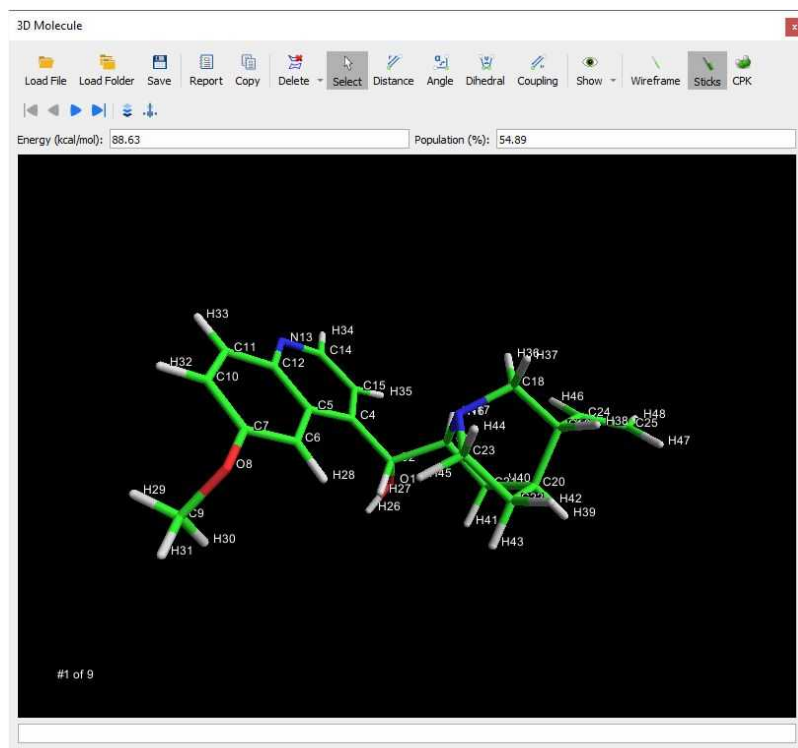 3D Molecule
x
Load File Load Folder Save Report Copy Delete Select Distance Angle Dihedral Coupling Show Wireframe Sticks CPK
Energy (kcal/mol): 88.63 Population (%): 54.89
H33
N13 H34
C11 C14
H32 C12
C10 C15 H35
C5 C4
C7 C6
O8 H28
H29 C9
H30
H31
H36 H37
C18
H46 C24 H48
H38 C25
H47
H44
C23
H45 H40 C20
O1 H27 H42
H26 H39
H41
H43
#1 of 9